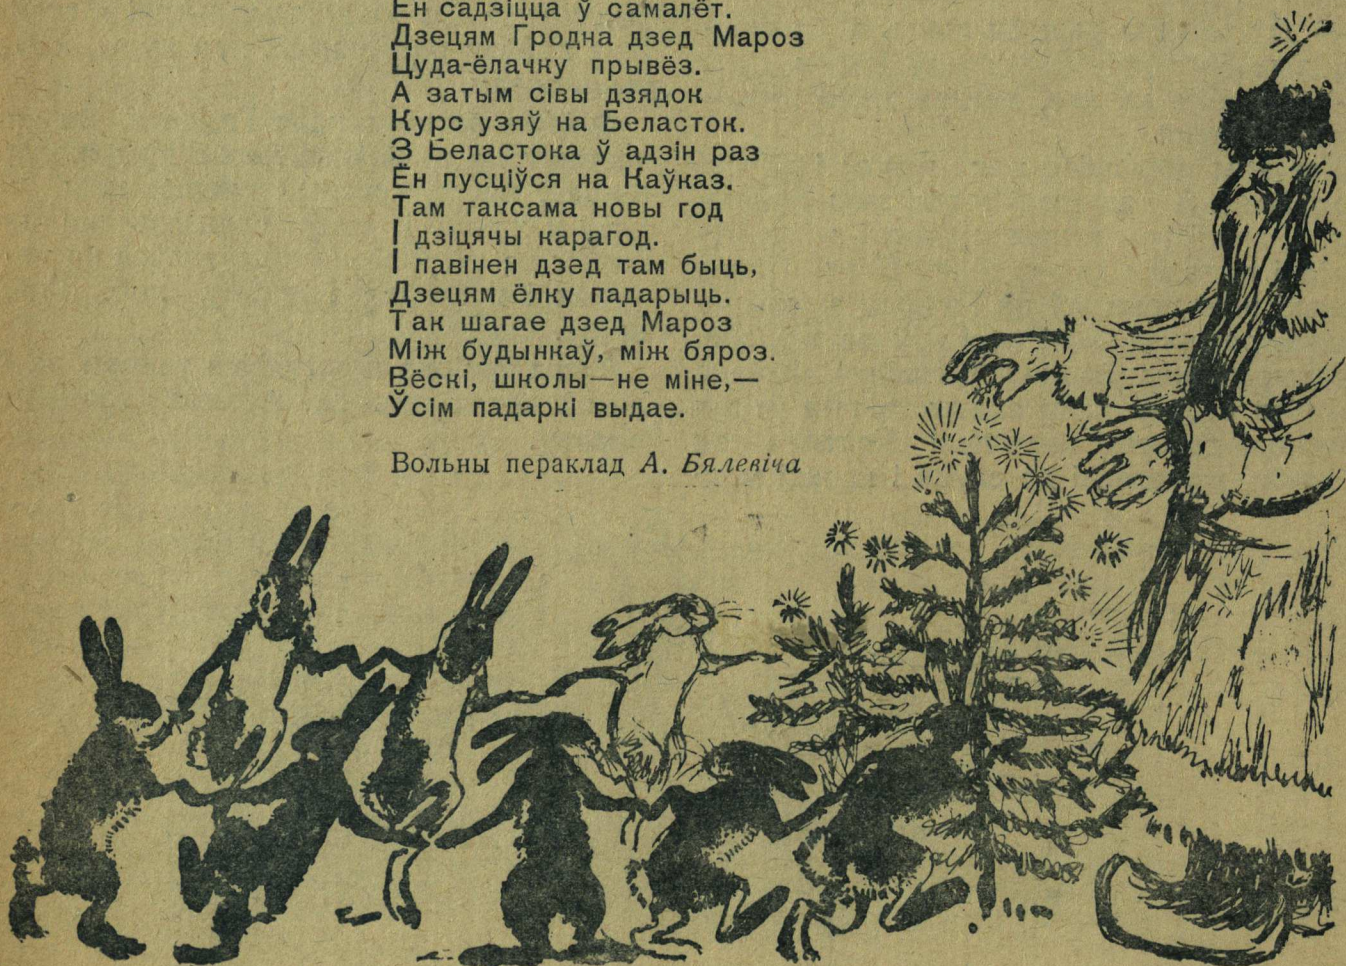 Ён садзіцца ў самалёт.
Дзецям Гродна дзед Мароз
Цуда-ёлачку прывёз.
А затым сівы дзядок
Курс узяў на Беласток.
З Беластока ў адзін раз
Ён пусціўся на Каўказ.
Там таксама новы год
І дзіцячы карагод.
І павінен дзед там быць,
Дзецям ёлку падарыць.
Так шагае дзед Мароз
Між будынкаў, між бяроз.
Вёскі, школы—не міне,—
Ўсім падаркі выдае.
Вольны пераклад А. Бялевіча